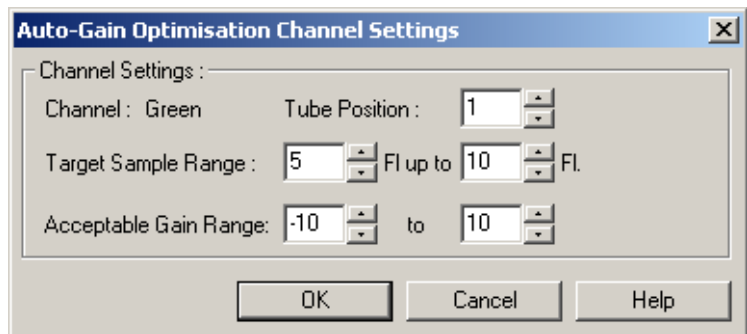 Auto-Gain Optimisation Channel Settings
Channel Settings :
Channel : Green Tube Position : 1
Target Sample Range : 5 Fl up to 10 Fl.
Acceptable Gain Range: -10 to 10
OK Cancel Help